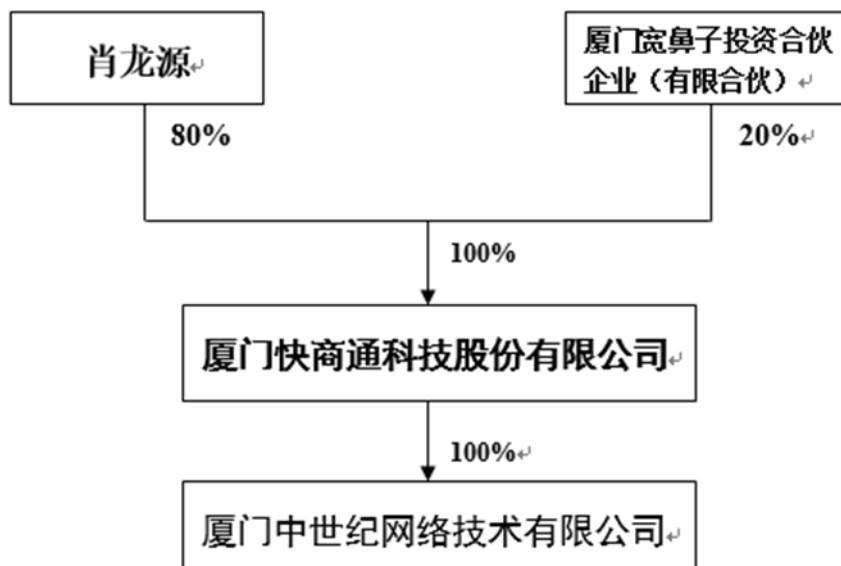 肖龙源
厦门宽鼻子投资合伙
企业（有限合伙）
80%
20%
100%
厦门快商通科技股份有限公司
100%
厦门中世纪网络技术有限公司